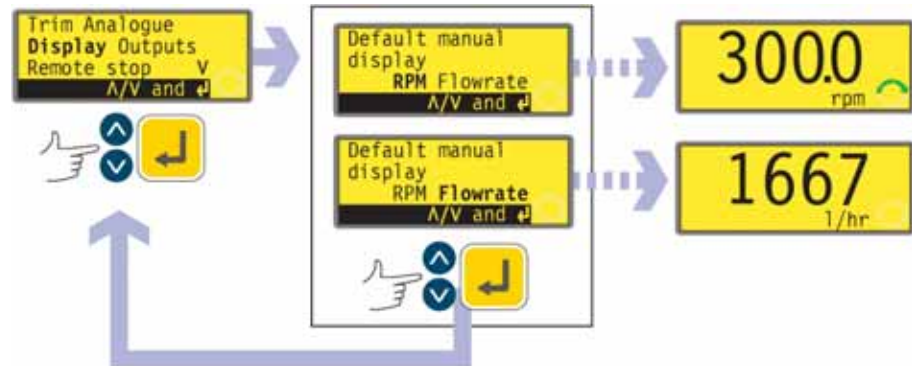 Trim Analogue
Display Outputs
Remote stop V
Λ/V and ↲
Default manual
display
RPM Flowrate
Λ/V and ↲
300.0
rpm
Default manual
display
RPM Flowrate
Λ/V and ↲
1667
l/hr